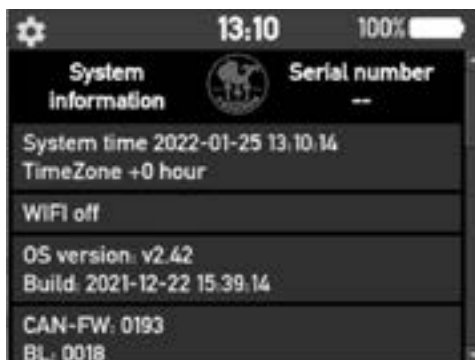 13:10 100%
System information
Serial number
--
System time 2022-01-25 13:10:14
TimeZone +0 hour
WIFI off
OS version: v2.42
Build: 2021-12-22 15:39:14
CAN-FW: 0193
BL: 0018